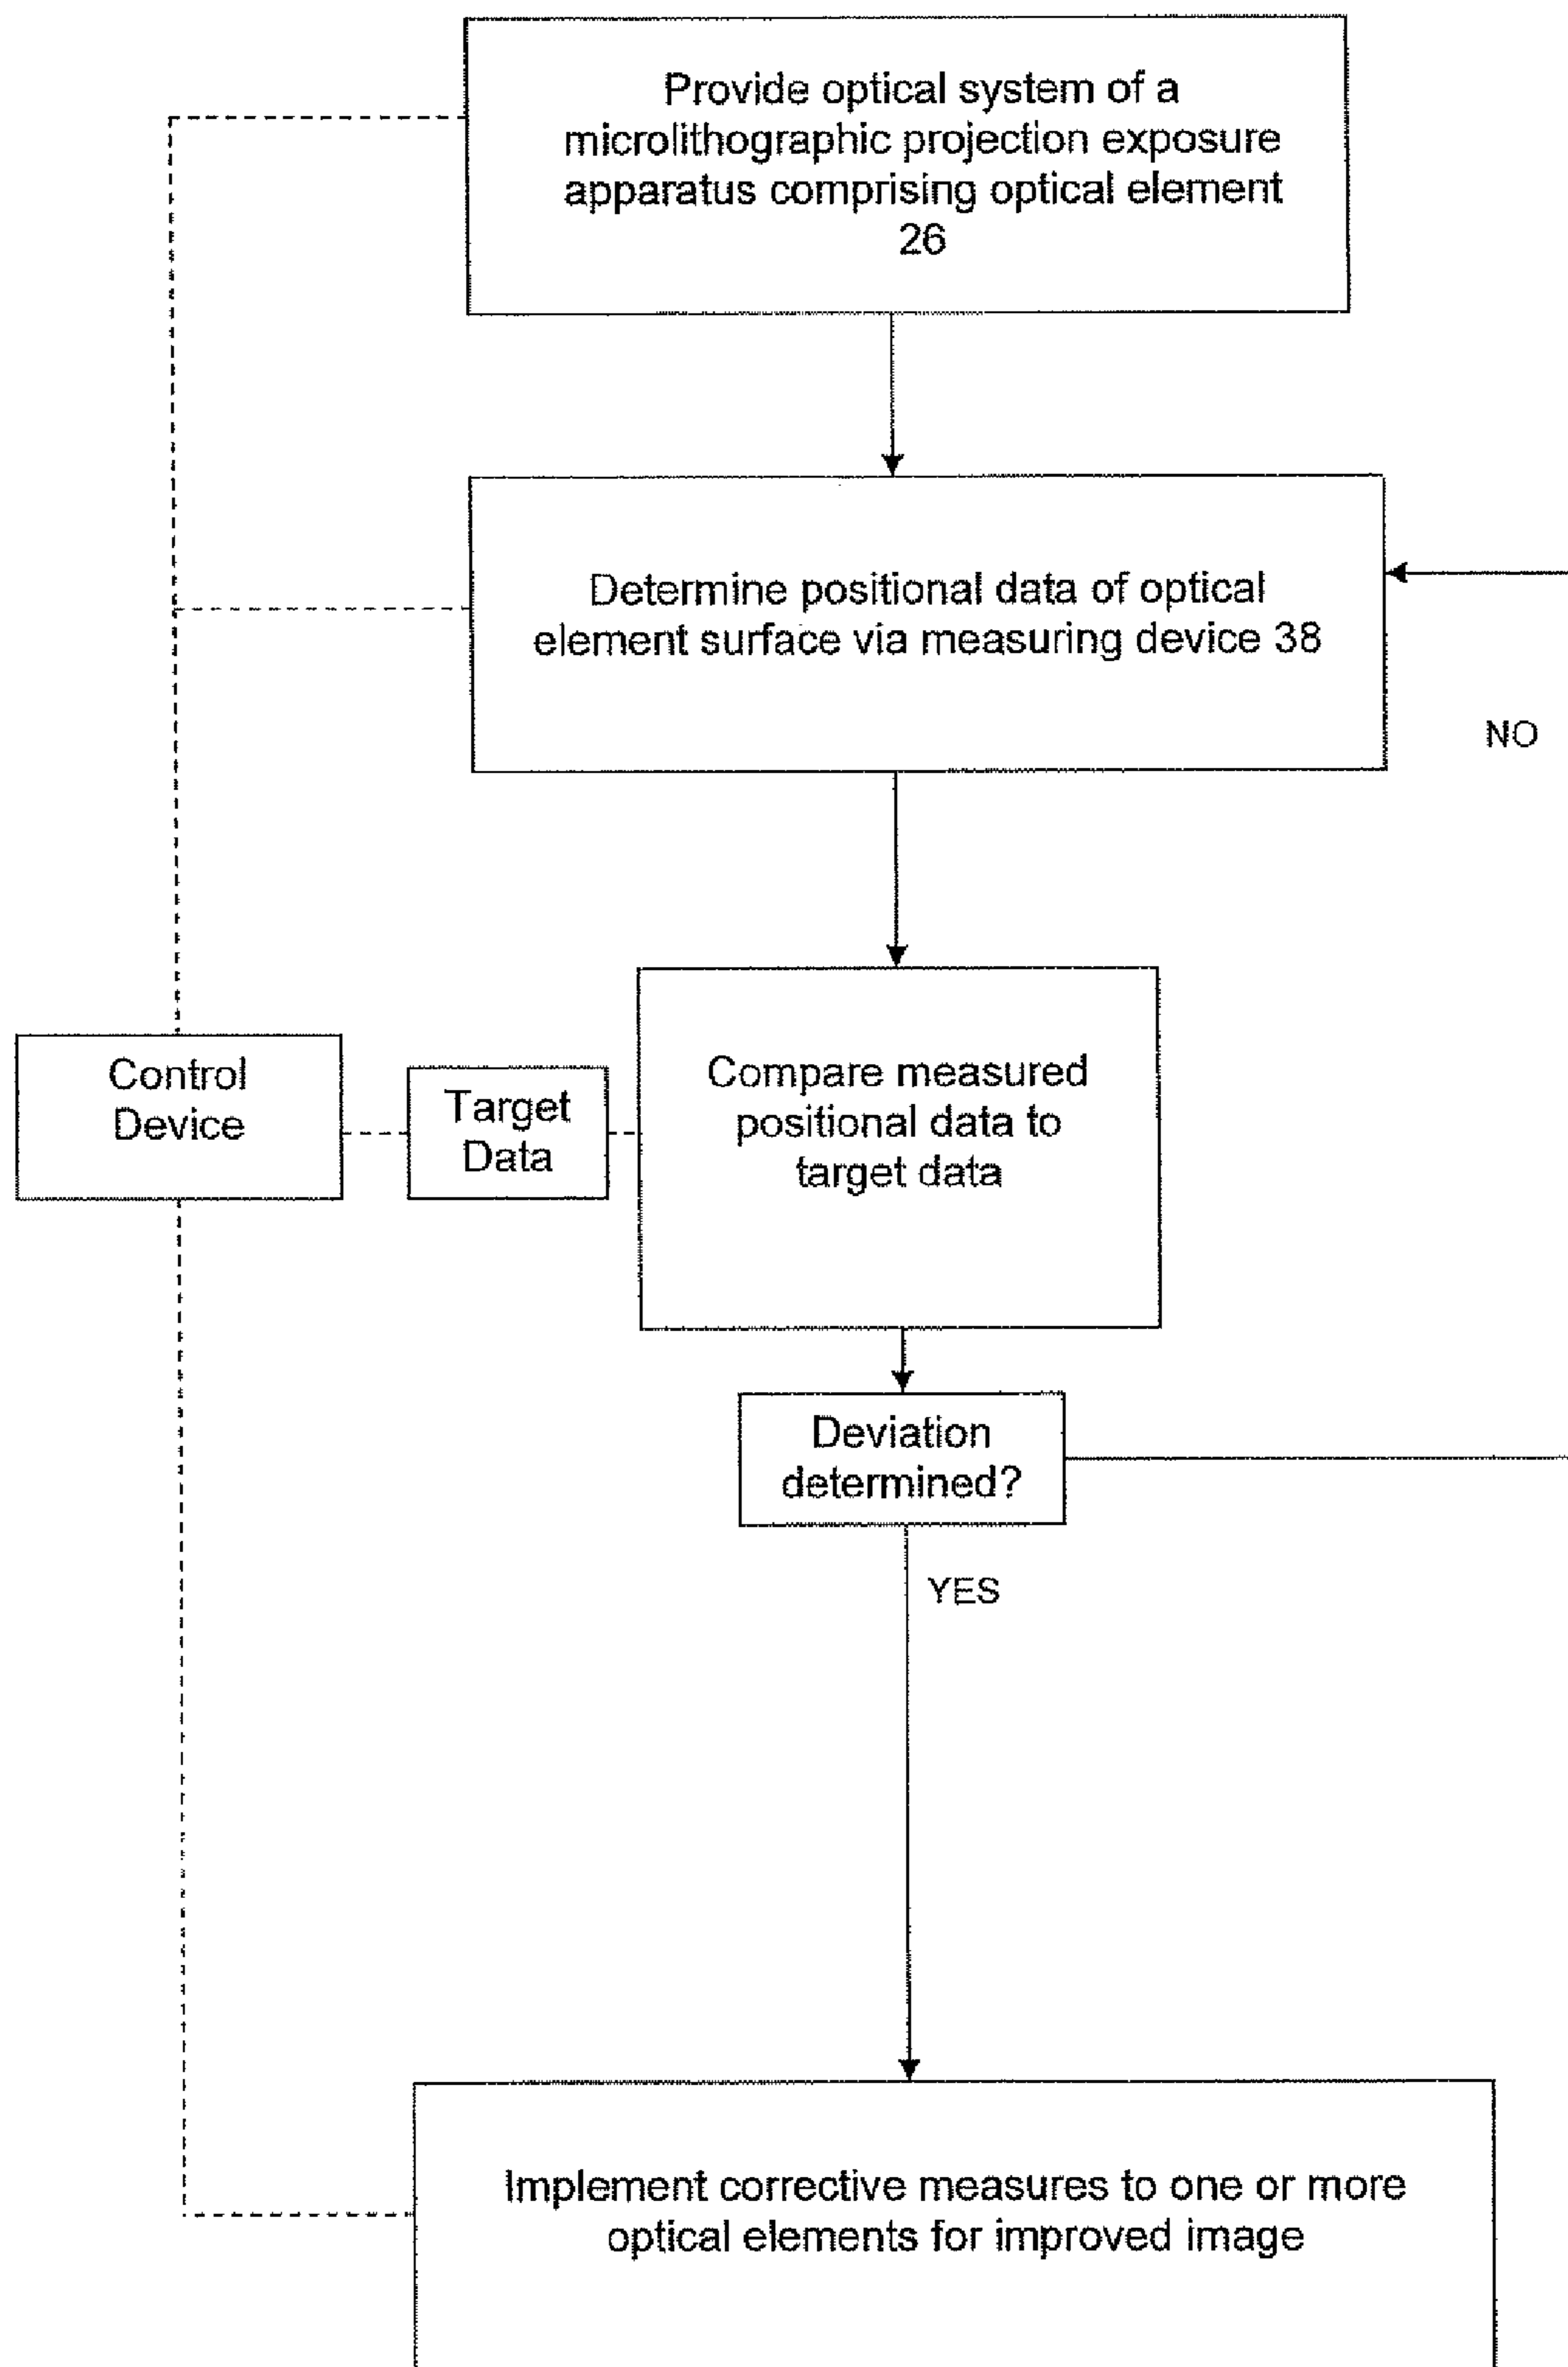 Provide optical system of a
microlithographic projection exposure
apparatus comprising optical element
26
Determine positional data of optical
element surface via measuring device 38
NO
Control
Device
Target
Data
Compare measured
positional data to
target data
Deviation
determined?
YES
Implement corrective measures to one or more
optical elements for improved image